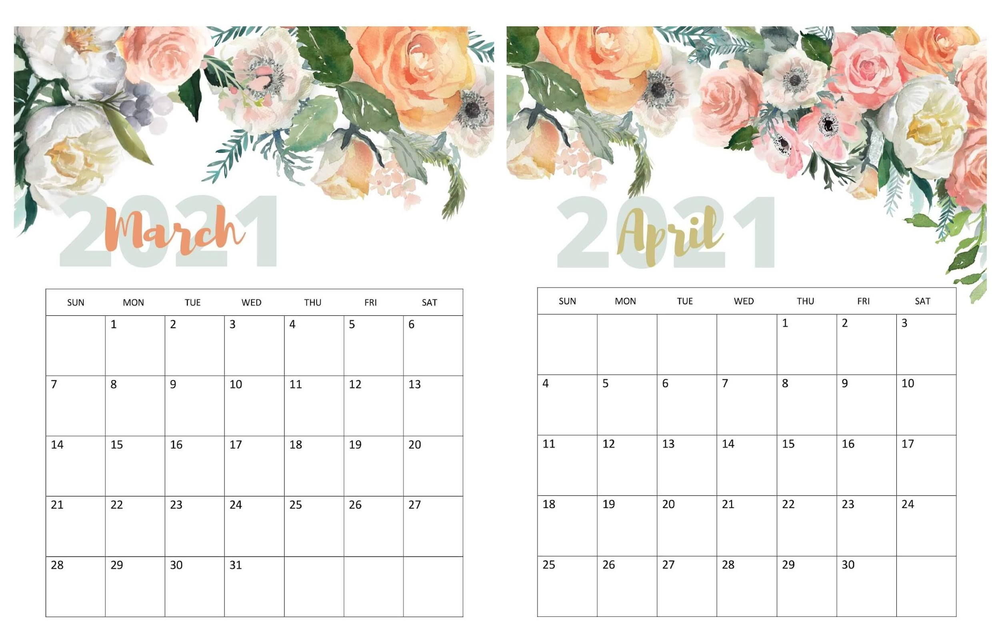 2021
March
SUN MON TUE WED THU FRI SAT
1 2 3 4 5 6
7 8 9 10 11 12 13
14 15 16 17 18 19 20
21 22 23 24 25 26 27
28 29 30 31
2021
April
SUN MON TUE WED THU FRI SAT
1 2 3
4 5 6 7 8 9 10
11 12 13 14 15 16 17
18 19 20 21 22 23 24
25 26 27 28 29 30